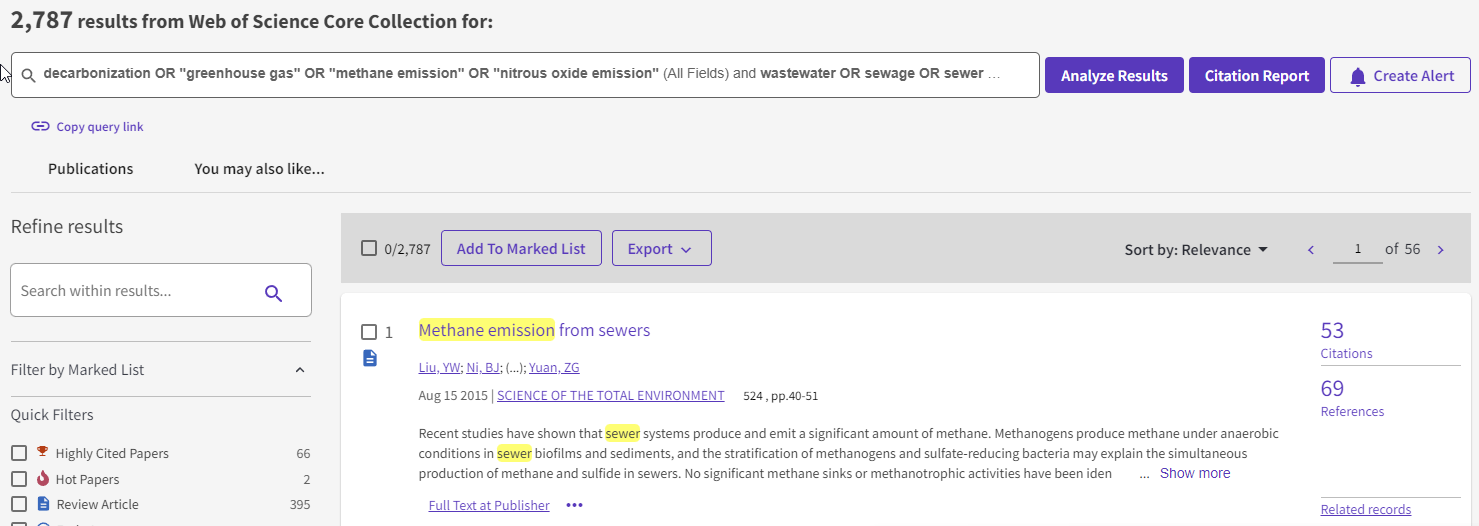 2,787 results from Web of Science Core Collection for:
decarbonization OR "greenhouse gas" OR "methane emission" OR "nitrous oxide emission" (All Fields) and wastewater OR sewage OR sewer ...
Analyze Results
Citation Report
Create Alert
Copy query link
Publications
You may also like...
Refine results
Search within results...
Filter by Marked List
Quick Filters
Highly Cited Papers 66
Hot Papers 2
Review Article 395
0/2,787
Add To Marked List
Export
Sort by: Relevance
1 of 56
1
Methane emission from sewers
Liu, YW; Ni, BJ; (...); Yuan, ZG
Aug 15 2015 | SCIENCE OF THE TOTAL ENVIRONMENT 524 , pp.40-51
Recent studies have shown that sewer systems produce and emit a significant amount of methane. Methanogens produce methane under anaerobic
conditions in sewer biofilms and sediments, and the stratification of methanogens and sulfate-reducing bacteria may explain the simultaneous
production of methane and sulfide in sewers. No significant methane sinks or methanotrophic activities have been iden ... Show more
Full Text at Publisher
53
Citations
69
References
Related records